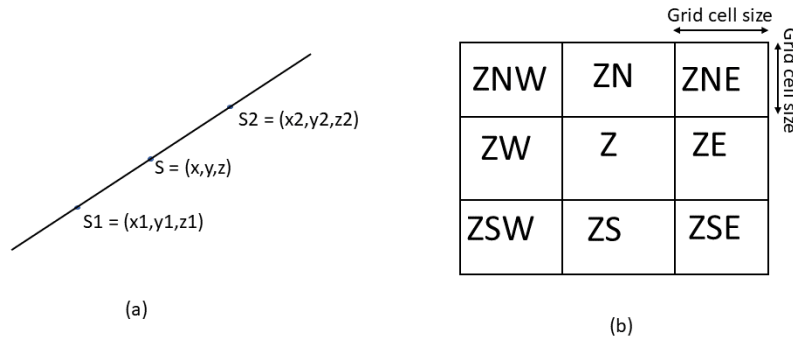 Grid cell size
Grid cell size
ZNW ZN ZNE
S2 = (x2,y2,z2)
ZW Z ZE
S = (x,y,z)
S1 = (x1,y1,z1)
ZSW ZS ZSE
(a)
(b)